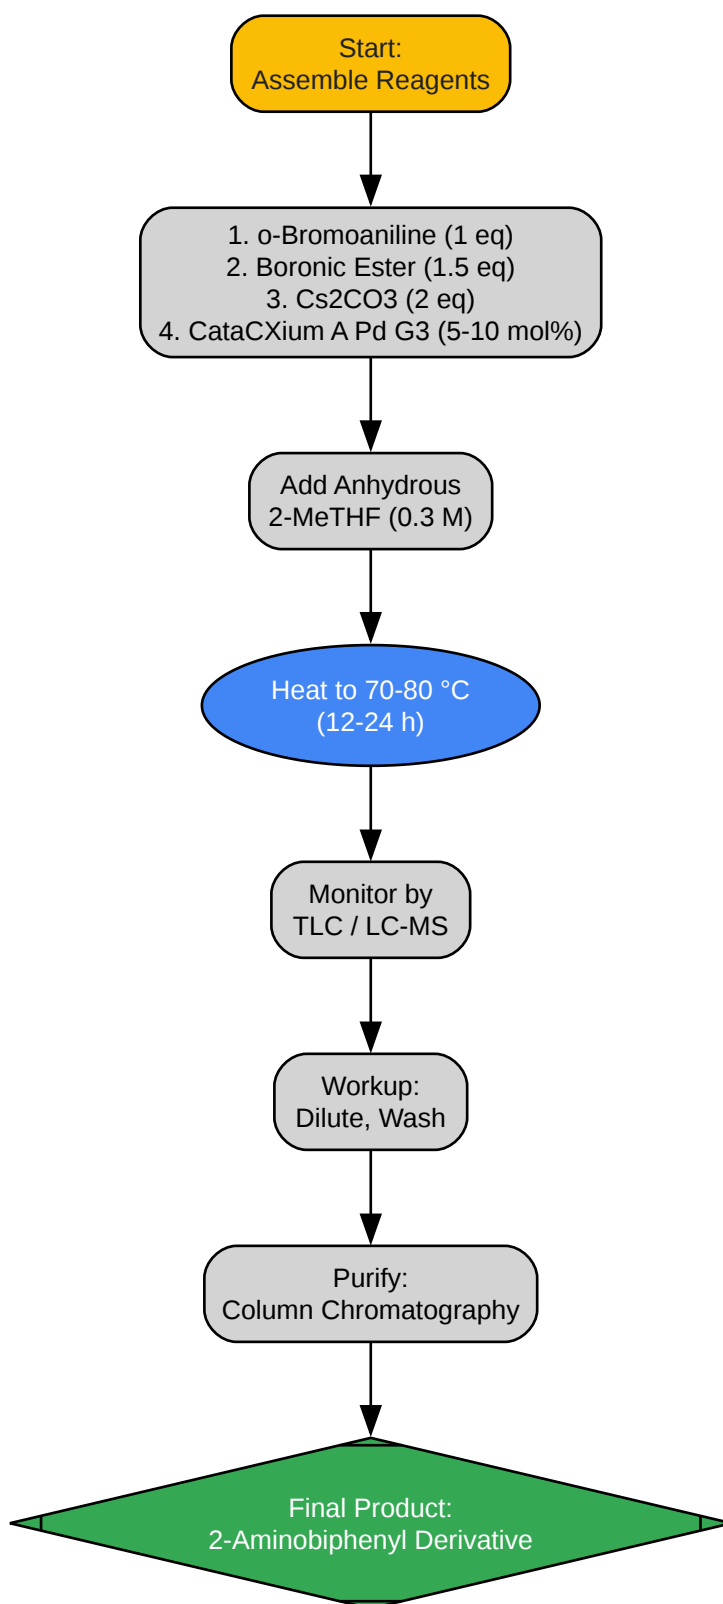 Start:
Assemble Reagents
1. o-Bromoaniline (1 eq)
2. Boronic Ester (1.5 eq)
3. Cs2CO3 (2 eq)
4. CataCXium A Pd G3 (5-10 mol%)
Add Anhydrous
2-MeTHF (0.3 M)
Heat to 70-80 °C
(12-24 h)
Monitor by
TLC / LC-MS
Workup:
Dilute, Wash
Purify:
Column Chromatography
Final Product:
2-Aminobiphenyl Derivative